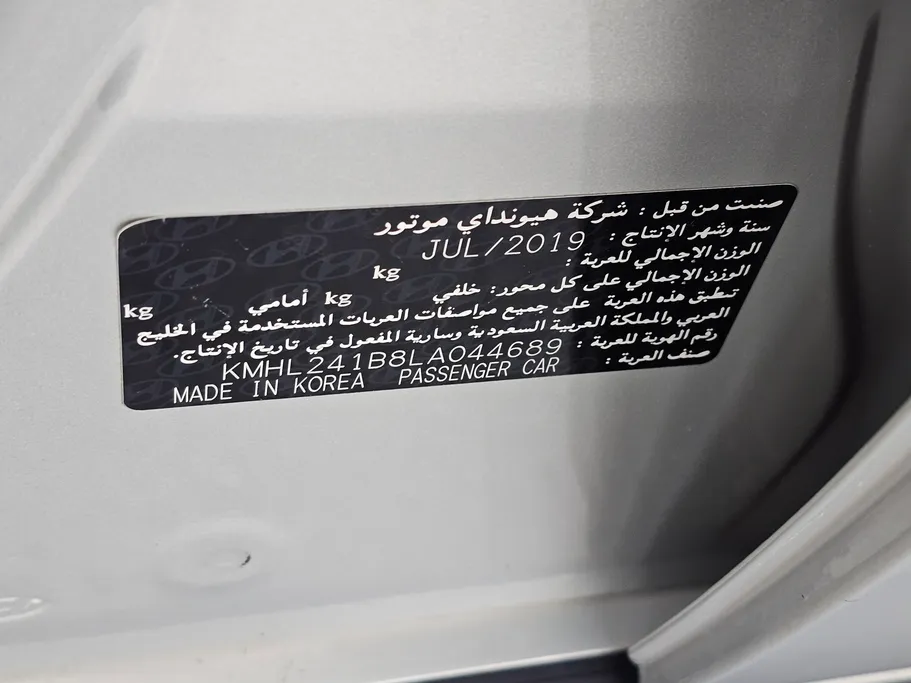 صنعت من قبل : شركة هيونداي موتور
سنة وشهر الإنتاج : JUL/2019
الوزن الإجمالي للعربة : kg
الوزن الإجمالي على كل محور: خلفي kg أمامي kg
تنطبق هذه العربة على جميع مواصفات العربات المستخدمة في الخليج
العربي والمملكة العربية السعودية وسارية المفعول في تاريخ الإنتاج.
رقم الهوية للعربة : KMHL241B8LA044689
صنف العربة : PASSENGER CAR MADE IN KOREA